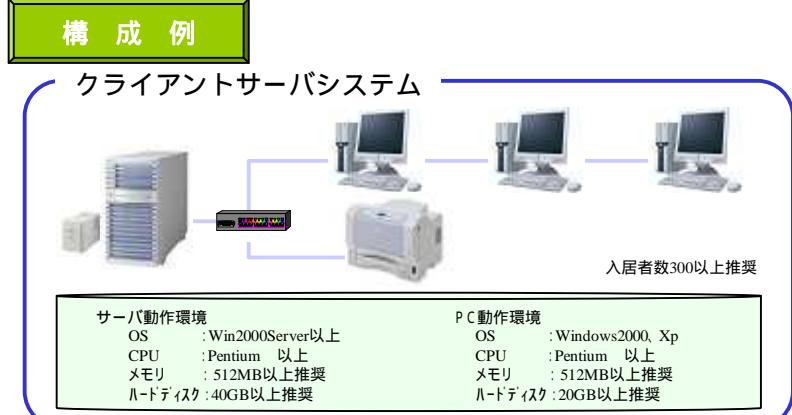 構 成 例
クライアントサーバシステム
入居者数300以上推奨
サーバ動作環境
OS :Win2000Server以上
CPU :Pentium 以上
メモリ : 512MB以上推奨
ﾊｰﾄﾞﾃﾞｨｽｸ :40GB以上推奨
PC動作環境
OS :Windows2000、Xp
CPU :Pentium 以上
メモリ : 512MB以上推奨
ﾊｰﾄﾞﾃﾞｨｽｸ :20GB以上推奨